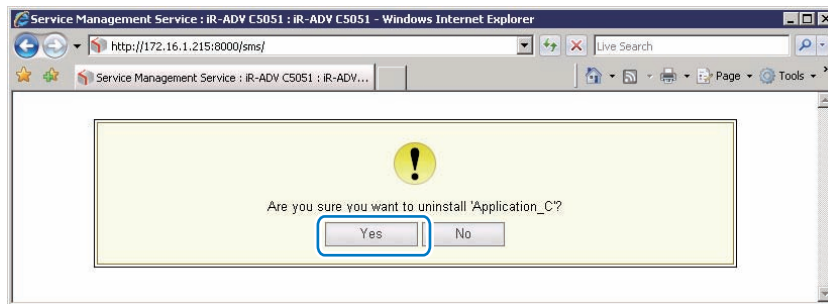 Service Management Service : iR-ADV C5051 : iR-ADV C5051 - Windows Internet Explorer
http://172.16.1.215:8000/sms/
Live Search
Service Management Service : iR-ADV C5051 : iR-ADV...
Page
Tools
Are you sure you want to uninstall 'Application_C'?
Yes
No